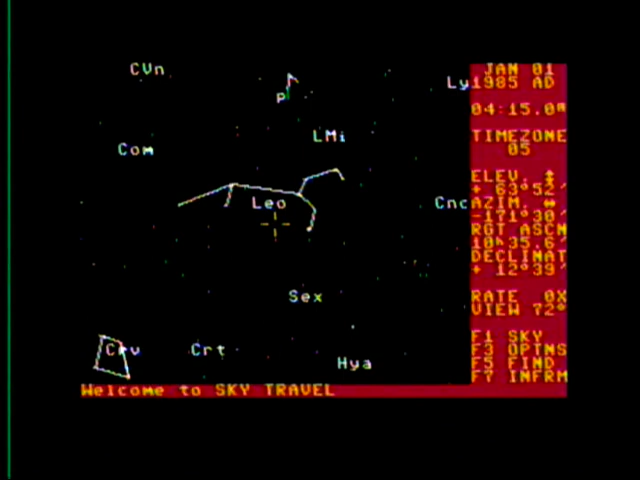 CVn
P
Ly
LMi
Com
Leo
Cnc
Sex
Crv
Crt
Hya
JAN 01
1985 AD
04:15.0
TIMEZONE
05
ELEV. ↕
+ 63°52′
AZIM. ↔
-171°30′
RGT ASCN
10h35.6′
DECLINAT
+ 12°39′
RATE 0X
VIEW 72°
F1 SKY
F3 OPTNS
F5 FIND
F7 INFRM
Welcome to SKY TRAVEL